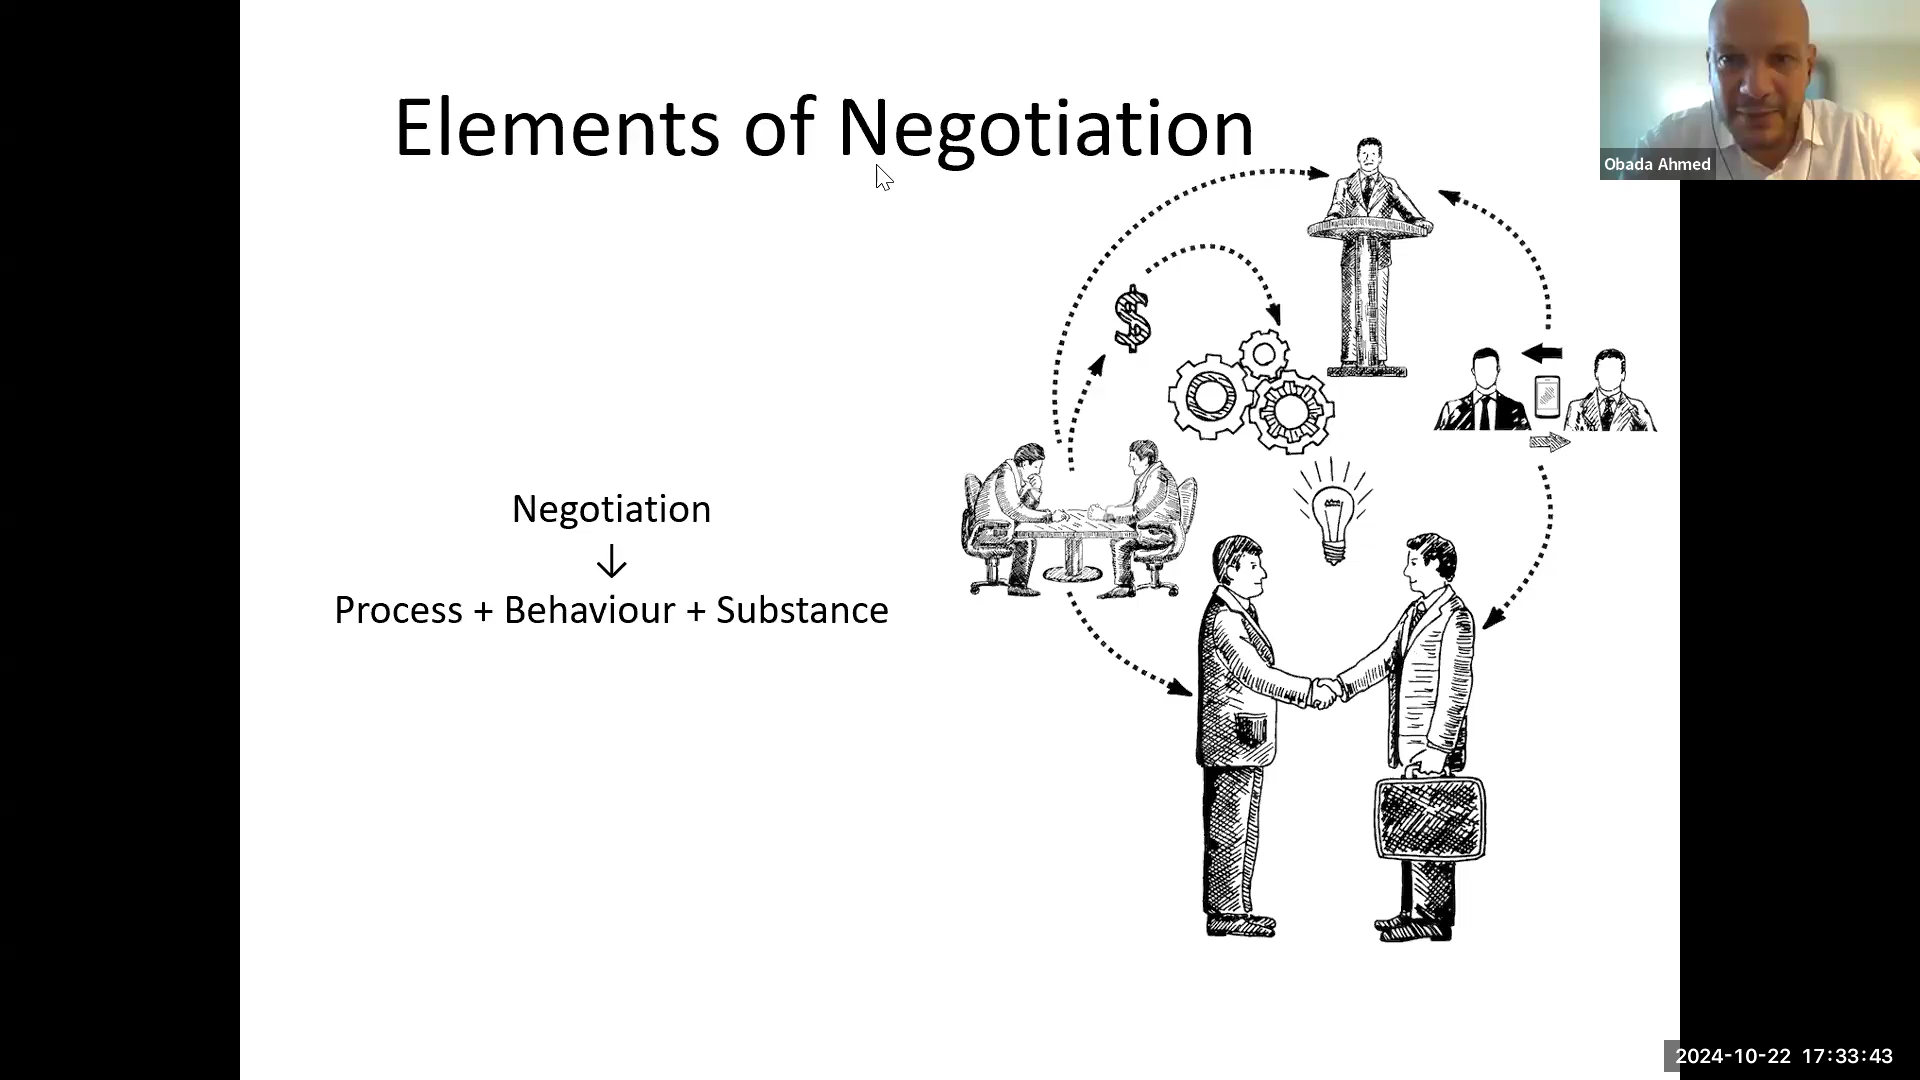 Elements of Negotiation
Obada Ahmed
$
Negotiation
↓
Process + Behaviour + Substance
2024-10-22 17:33:43